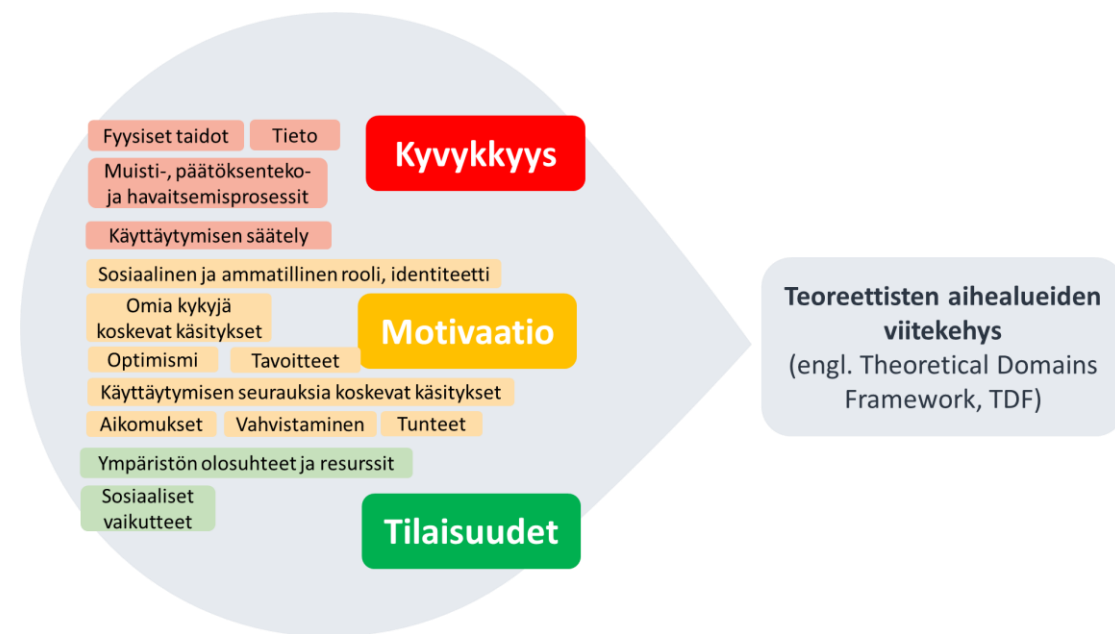 Fyysiset taidot
Tieto
Kyvykkyys
Muisti-, päätöksenteko-
ja havaitsemisprosessit
Käyttäytymisen säätely
Sosiaalinen ja ammatillinen rooli, identiteetti
Omia kykyjä
koskevat käsitykset
Motivaatio
Optimismi
Tavoitteet
Käyttäytymisen seurauksia koskevat käsitykset
Aikomukset
Vahvistaminen
Tunteet
Ympäristön olosuhteet ja resurssit
Sosiaaliset
vaikutteet
Tilaisuudet
Teoreettisten aihealueiden
viitekehys
(engl. Theoretical Domains
Framework, TDF)